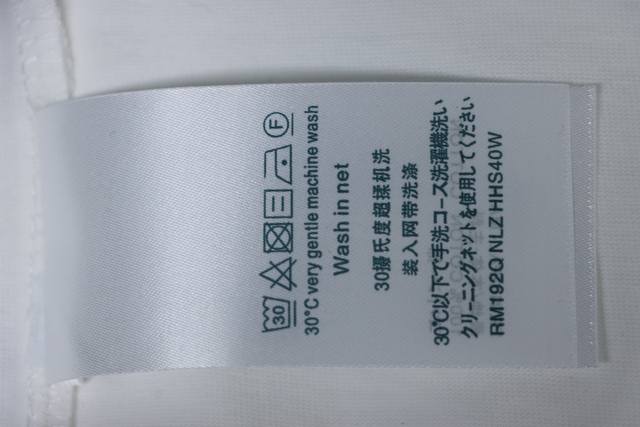 30
F
30°C very gentle machine wash
Wash in net
30摄氏度超揉机洗
装入网带洗涤
30℃以下で手洗コース洗濯機洗い
クリーニングネットを使用してください
RM192Q NLZ HHS40W